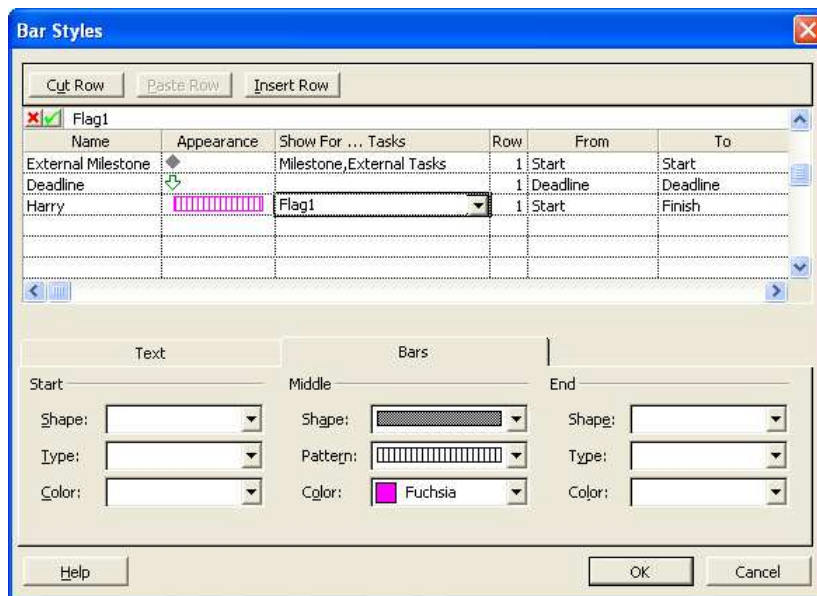 Bar Styles
Cut Row Paste Row Insert Row
Flag1
Name Appearance Show For ... Tasks Row From To
External Milestone Milestone,External Tasks 1 Start Start
Deadline 1 Deadline Deadline
Harry Flag1 1 Start Finish
Text Bars
Start Middle End
Shape: Shape: Shape:
Type: Pattern: Type:
Color: Color: Fuchsia Color:
Help OK Cancel